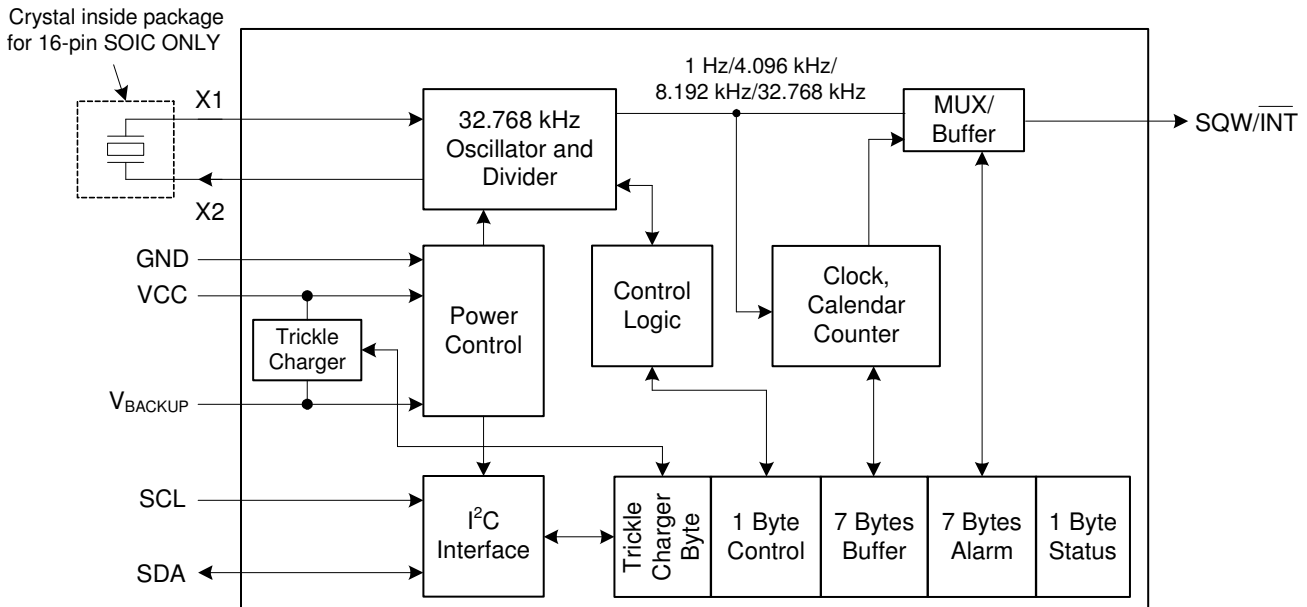 Crystal inside package
for 16-pin SOIC ONLY
X1
X2
1 Hz/4.096 kHz/
8.192 kHz/32.768 kHz
32.768 kHz
Oscillator and
Divider
MUX/
Buffer
SQW/I̅N̅T̅
GND
VCC
Trickle
Charger
V_BACKUP
Power
Control
Control
Logic
Clock,
Calendar
Counter
SCL
SDA
I²C
Interface
Trickle
Charger
Byte
1 Byte
Control
7 Bytes
Buffer
7 Bytes
Alarm
1 Byte
Status